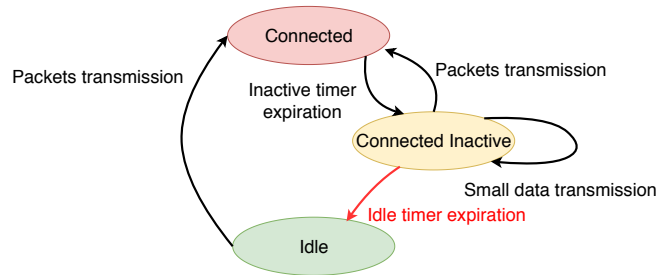 Connected
Packets transmission
Packets transmission
Inactive timer
expiration
Connected Inactive
Small data transmission
Idle timer expiration
Idle